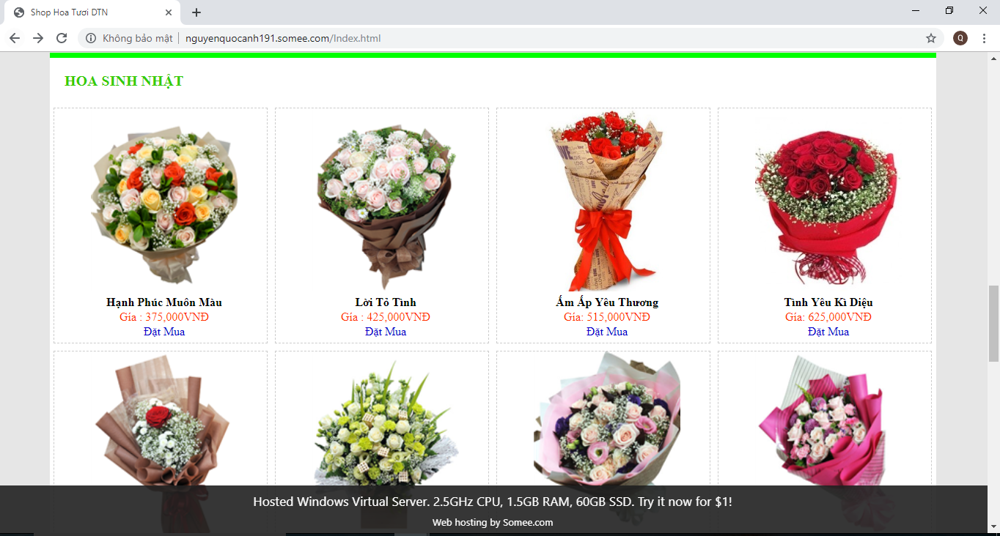 Shop Hoa Tươi DTN
Không bảo mật
nguyenquocanh191.somee.com/Index.html
Q
HOA SINH NHẬT
Hạnh Phúc Muôn Màu
Gía : 375,000VNĐ
Đặt Mua
Lời Tỏ Tình
Gía : 425,000VNĐ
Đặt Mua
Ấm Ấp Yêu Thương
Gía: 515,000VNĐ
Đặt Mua
Tình Yêu Kì Diệu
Gía: 625,000VNĐ
Đặt Mua
Hosted Windows Virtual Server. 2.5GHz CPU, 1.5GB RAM, 60GB SSD. Try it now for $1!
Web hosting by Somee.com